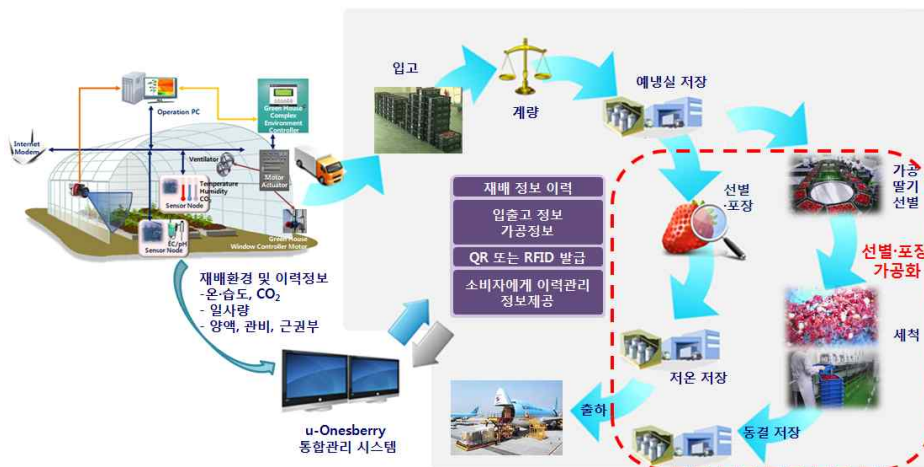 Operation PC
Green House
Complex
Environment
Controller
Internet
Modem
Ventilator
Motor
Actuator
Temperature
Humidity
CO₂
Sensor Node
EC/pH
Sensor Node
Green House
Window Controller Motor
재배환경 및 이력정보
-온·습도, CO₂
- 일사량
- 양액, 관비, 근권부
u-Onesberry
통합관리 시스템
입고
계량
예냉실 저장
재배 정보 이력
입출고 정보
가공정보
QR 또는 RFID 발급
소비자에게 이력관리
정보제공
선별
·포장
가공
딸기
선별
선별·포장
가공화
세척
저온 저장
출하
동결 저장